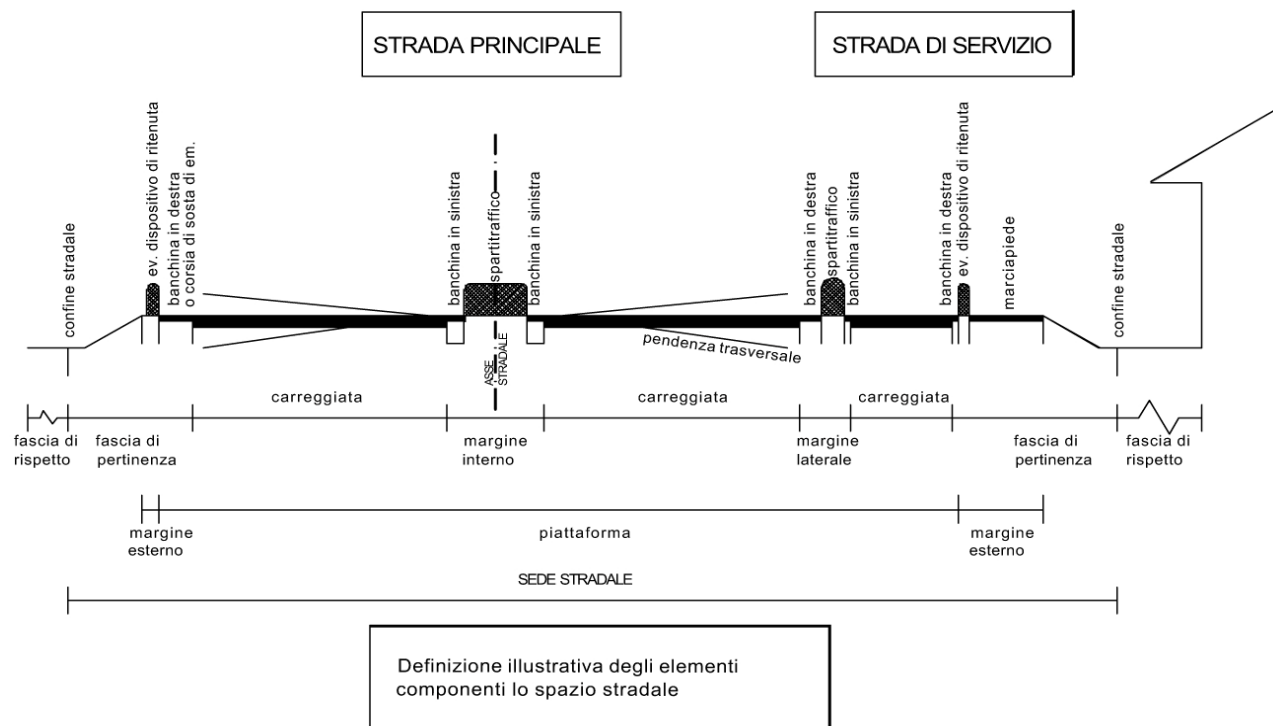 STRADA PRINCIPALE
STRADA DI SERVIZIO
confine stradale
ev. dispositivo di ritenuta
banchina in destra
o corsia di sosta di em.
banchina in sinistra
spartitraffico
banchina in sinistra
banchina in destra
spartitraffico
banchina in sinistra
banchina in destra
ev. dispositivo di ritenuta
marciapiede
confine stradale
pendenza trasversale
ASSE
STRADALE
carreggiata
carreggiata
carreggiata
fascia di
rispetto
fascia di
pertinenza
margine
interno
margine
laterale
fascia di
pertinenza
fascia di
rispetto
margine
esterno
piattaforma
margine
esterno
SEDE STRADALE
Definizione illustrativa degli elementi
componenti lo spazio stradale